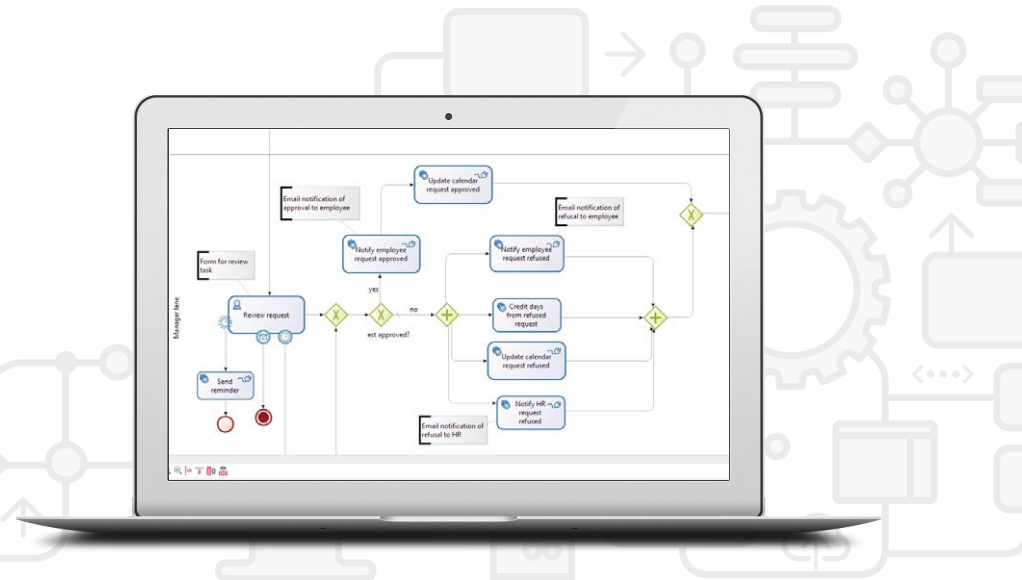 Update calendar
request approved
Email notification of
approval to employee
Email notification of
refusal to employee
Notify employee
request approved
Notify employee
request refused
Form for review
task
Manager lane
Review request
yes
no
est approved?
Credit days
from refused
request
Update calendar
request refused
Send
reminder
Notify HR
request
refused
Email notification of
refusal to HR